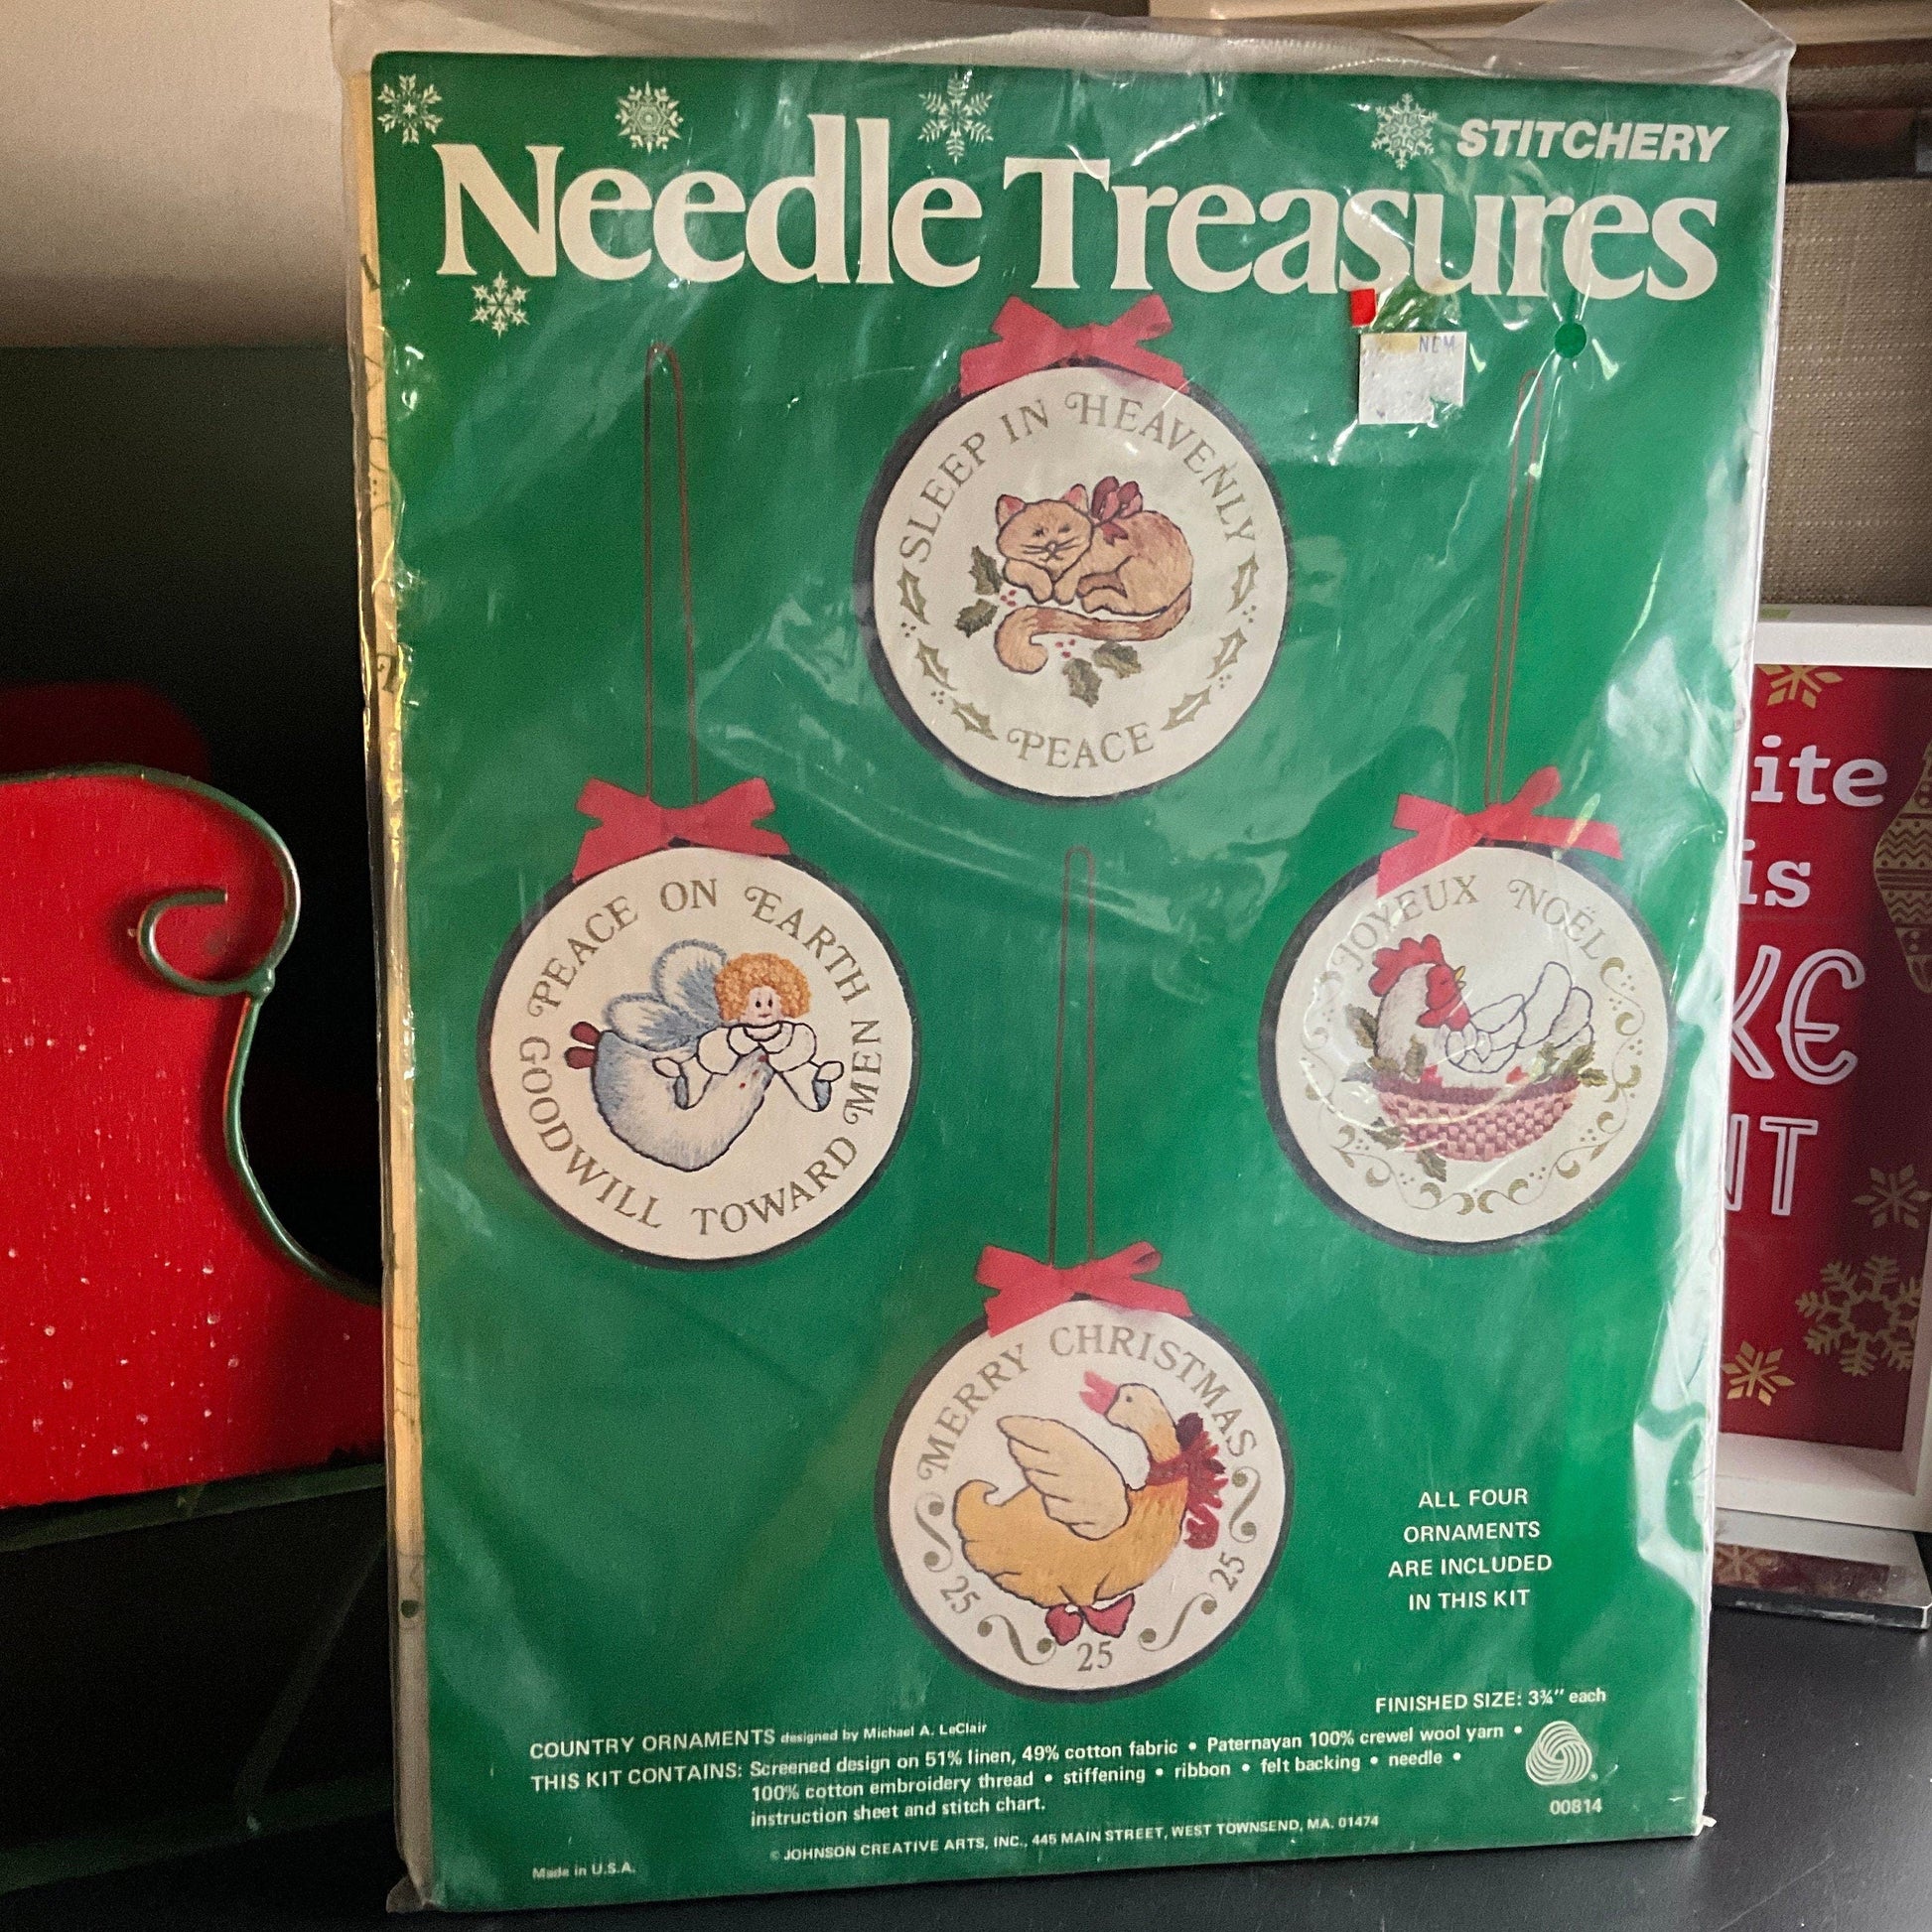 STITCHERY
Needle Treasures
NCM
SLEEP IN HEAVENLY
PEACE
PEACE ON EARTH
GOODWILL TOWARD MEN
JOYEUX NOËL
MERRY CHRISTMAS
25 25 25
ALL FOUR
ORNAMENTS
ARE INCLUDED
IN THIS KIT
FINISHED SIZE: 3¾" each
COUNTRY ORNAMENTS designed by Michael A. LeClair
THIS KIT CONTAINS: Screened design on 51% linen, 49% cotton fabric • Paternayan 100% crewel wool yarn •
100% cotton embroidery thread • stiffening • ribbon • felt backing • needle •
instruction sheet and stitch chart.
00814
© JOHNSON CREATIVE ARTS, INC., 445 MAIN STREET, WEST TOWNSEND, MA. 01474
Made in U.S.A.
ite
is